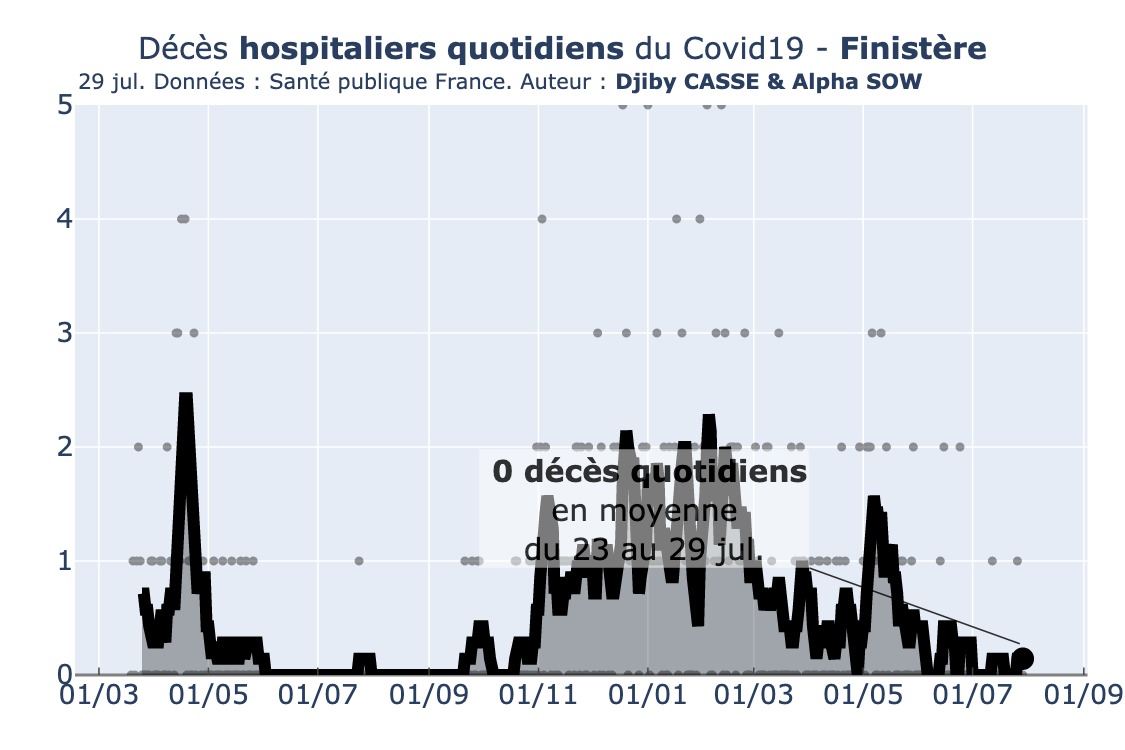 Décès hospitaliers quotidiens du Covid19 - Finistère
29 jul. Données : Santé publique France. Auteur : Djiby CASSE & Alpha SOW
5
4
3
2
0 décès quotidiens
en moyenne
du 23 au 29 jul.
1
0
01/03 01/05 01/07 01/09 01/11 01/01 01/03 01/05 01/07 01/09